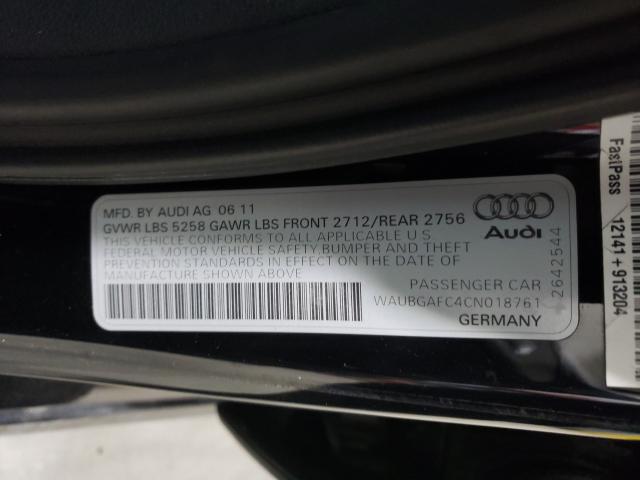 MFD. BY AUDI AG 06 11
GVWR LBS 5258 GAWR LBS FRONT 2712/REAR 2756
THIS VEHICLE CONFORMS TO ALL APPLICABLE U.S.
FEDERAL MOTOR VEHICLE SAFETY BUMPER AND THEFT
PREVENTION STANDARDS IN EFFECT ON THE DATE OF
MANUFACTURE SHOWN ABOVE
PASSENGER CAR
WAUBGAFC4CN018761
GERMANY
Audi
2642544
FastPass
12141 + 913204